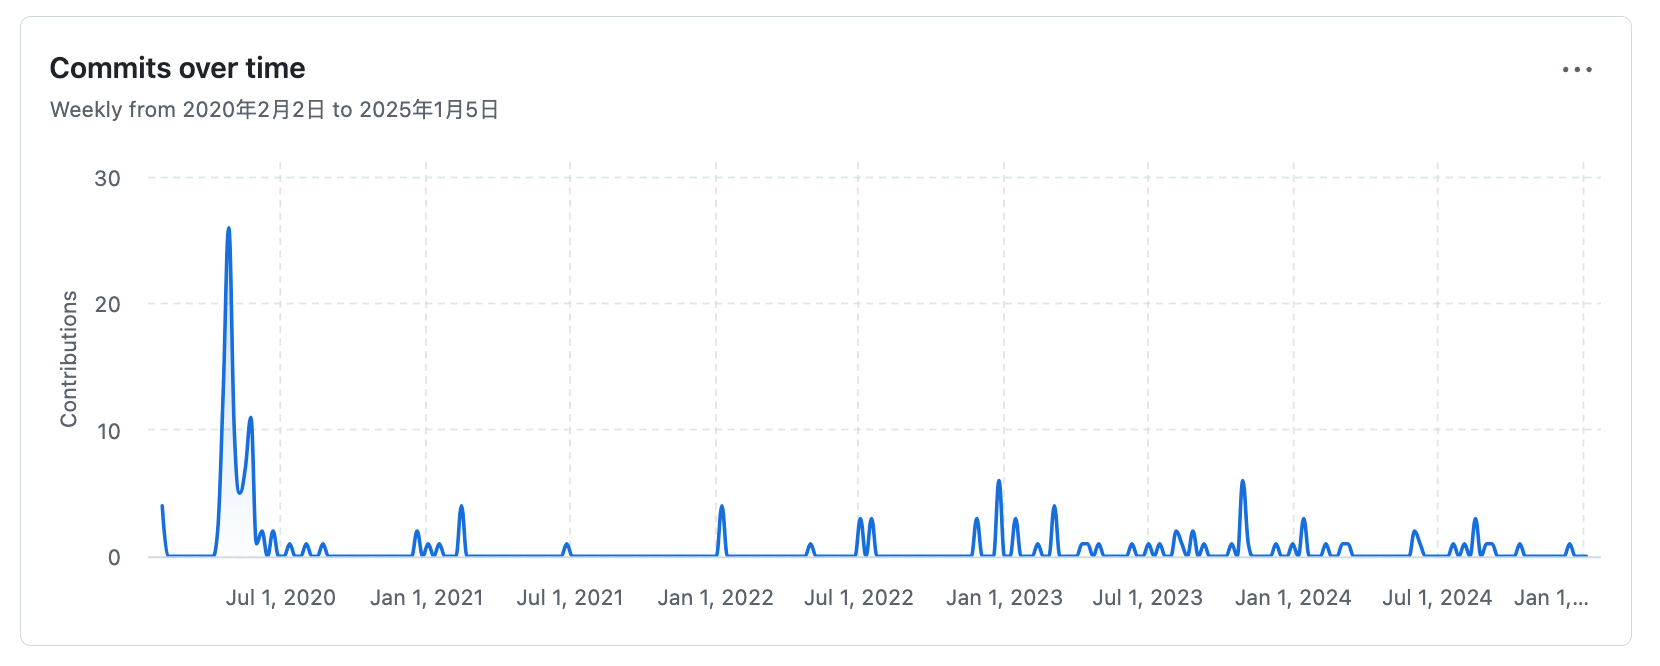 Commits over time
Weekly from 2020年2月2日 to 2025年1月5日
Contributions
30
20
10
0
Jul 1, 2020 Jan 1, 2021 Jul 1, 2021 Jan 1, 2022 Jul 1, 2022 Jan 1, 2023 Jul 1, 2023 Jan 1, 2024 Jul 1, 2024 Jan 1,...